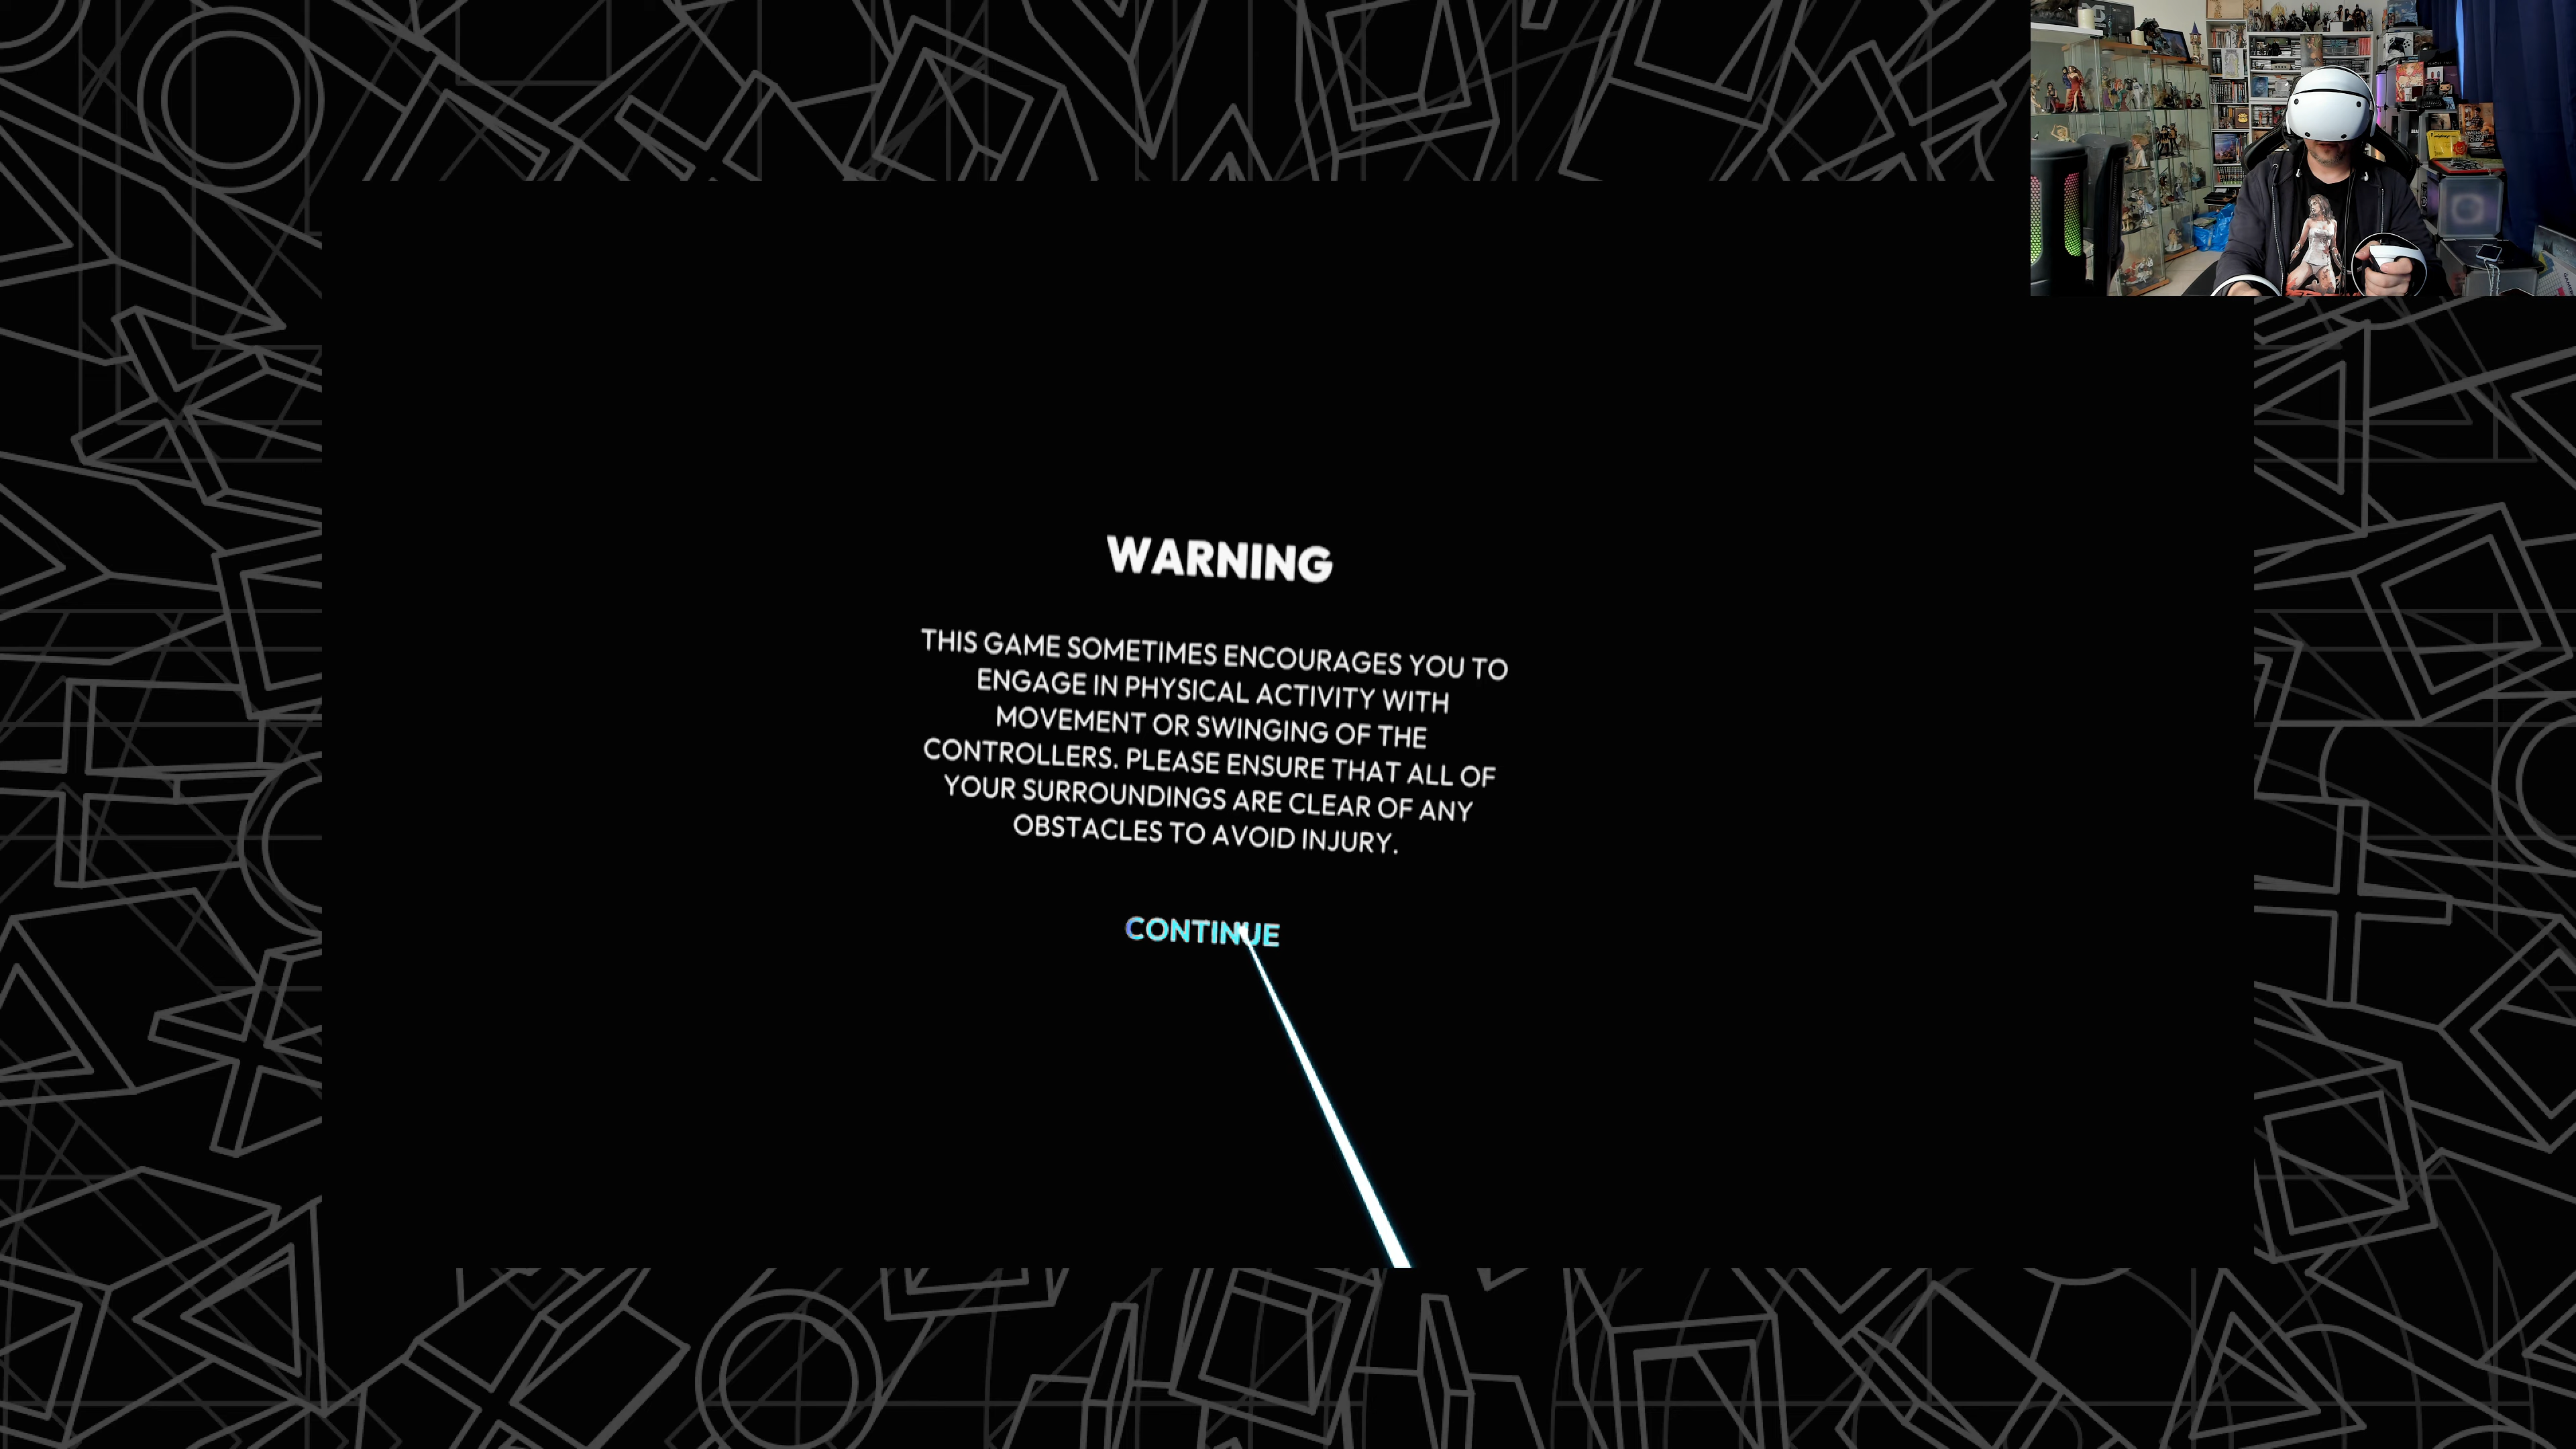 WARNING
THIS GAME SOMETIMES ENCOURAGES YOU TO
ENGAGE IN PHYSICAL ACTIVITY WITH
MOVEMENT OR SWINGING OF THE
CONTROLLERS. PLEASE ENSURE THAT ALL OF
YOUR SURROUNDINGS ARE CLEAR OF ANY
OBSTACLES TO AVOID INJURY.
CONTINUE